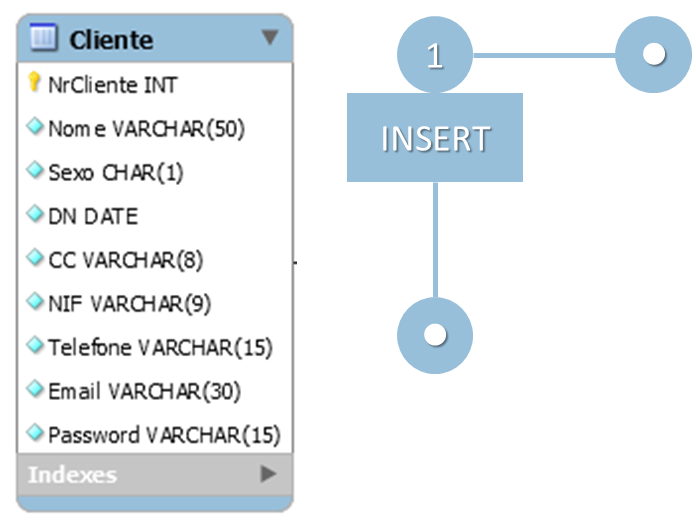 Cliente
NrCliente INT
Nome VARCHAR(50)
Sexo CHAR(1)
DN DATE
CC VARCHAR(8)
NIF VARCHAR(9)
Telefone VARCHAR(15)
Email VARCHAR(30)
Password VARCHAR(15)
Indexes
1
INSERT